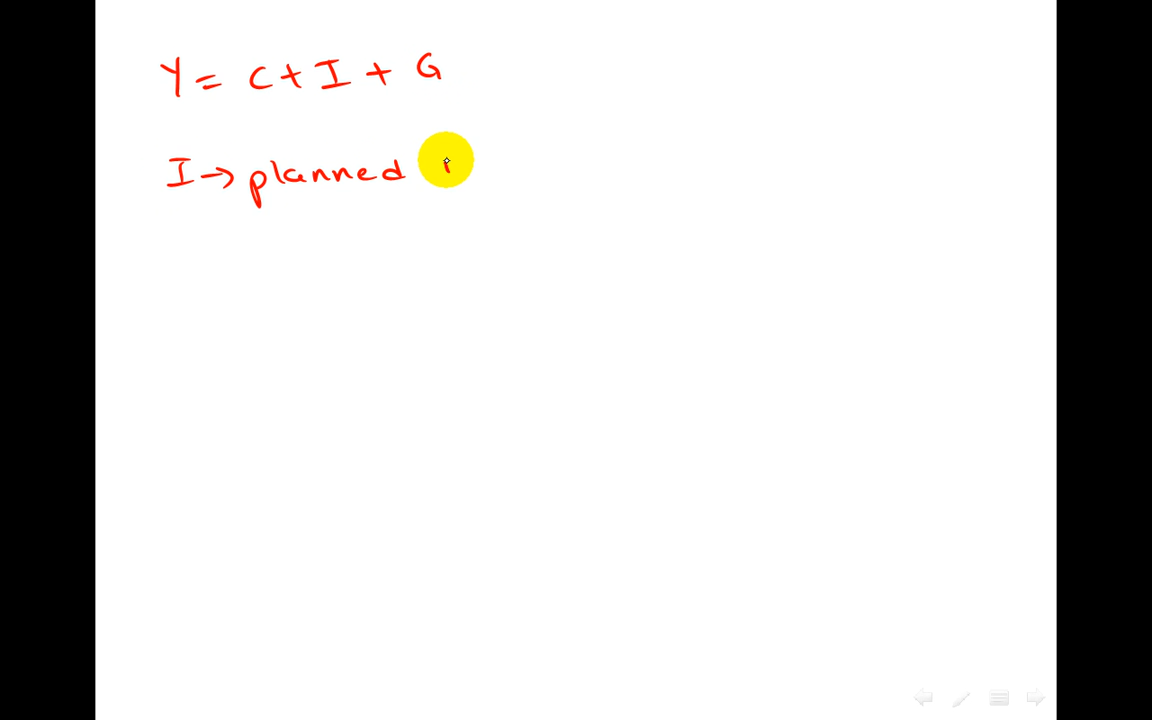 Y = C + I + G
I → planned